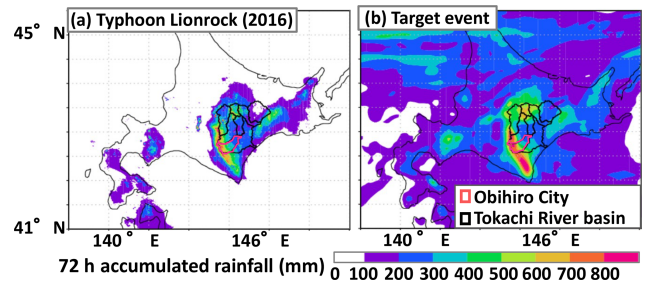 (a) Typhoon Lionrock (2016)
(b) Target event
45° N
41° N
140° E
146° E
140° E
146° E
Obihiro City
Tokachi River basin
72 h accumulated rainfall (mm)
0 100 200 300 400 500 600 700 800